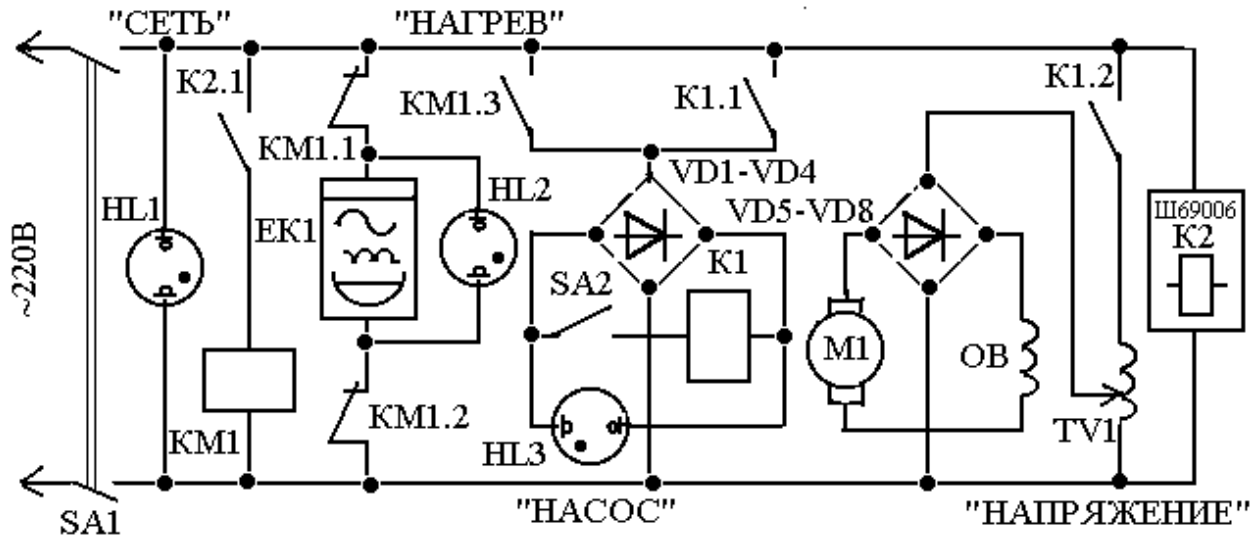 "СЕТЬ"
"НАГРЕВ"
К2.1
КМ1.3
К1.1
К1.2
КМ1.1
VD1-VD4
HL1
ЕК1
HL2
VD5-VD8
Ш69006
К2
К1
~220В
SA2
М1
ОВ
КМ1
КМ1.2
HL3
TV1
SA1
"НАСОС"
"НАПРЯЖЕНИЕ"